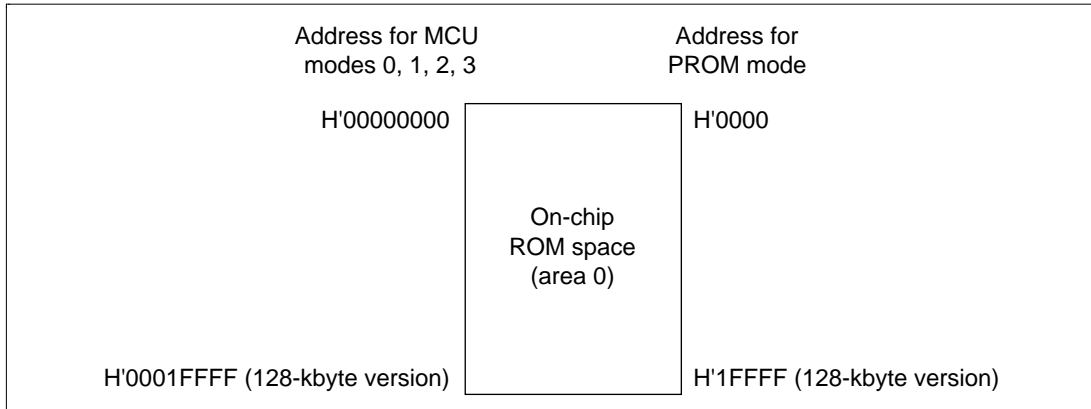 Address for MCU
modes 0, 1, 2, 3
Address for
PROM mode
H'00000000
H'0000
On-chip
ROM space
(area 0)
H'0001FFFF (128-kbyte version)
H'1FFFF (128-kbyte version)